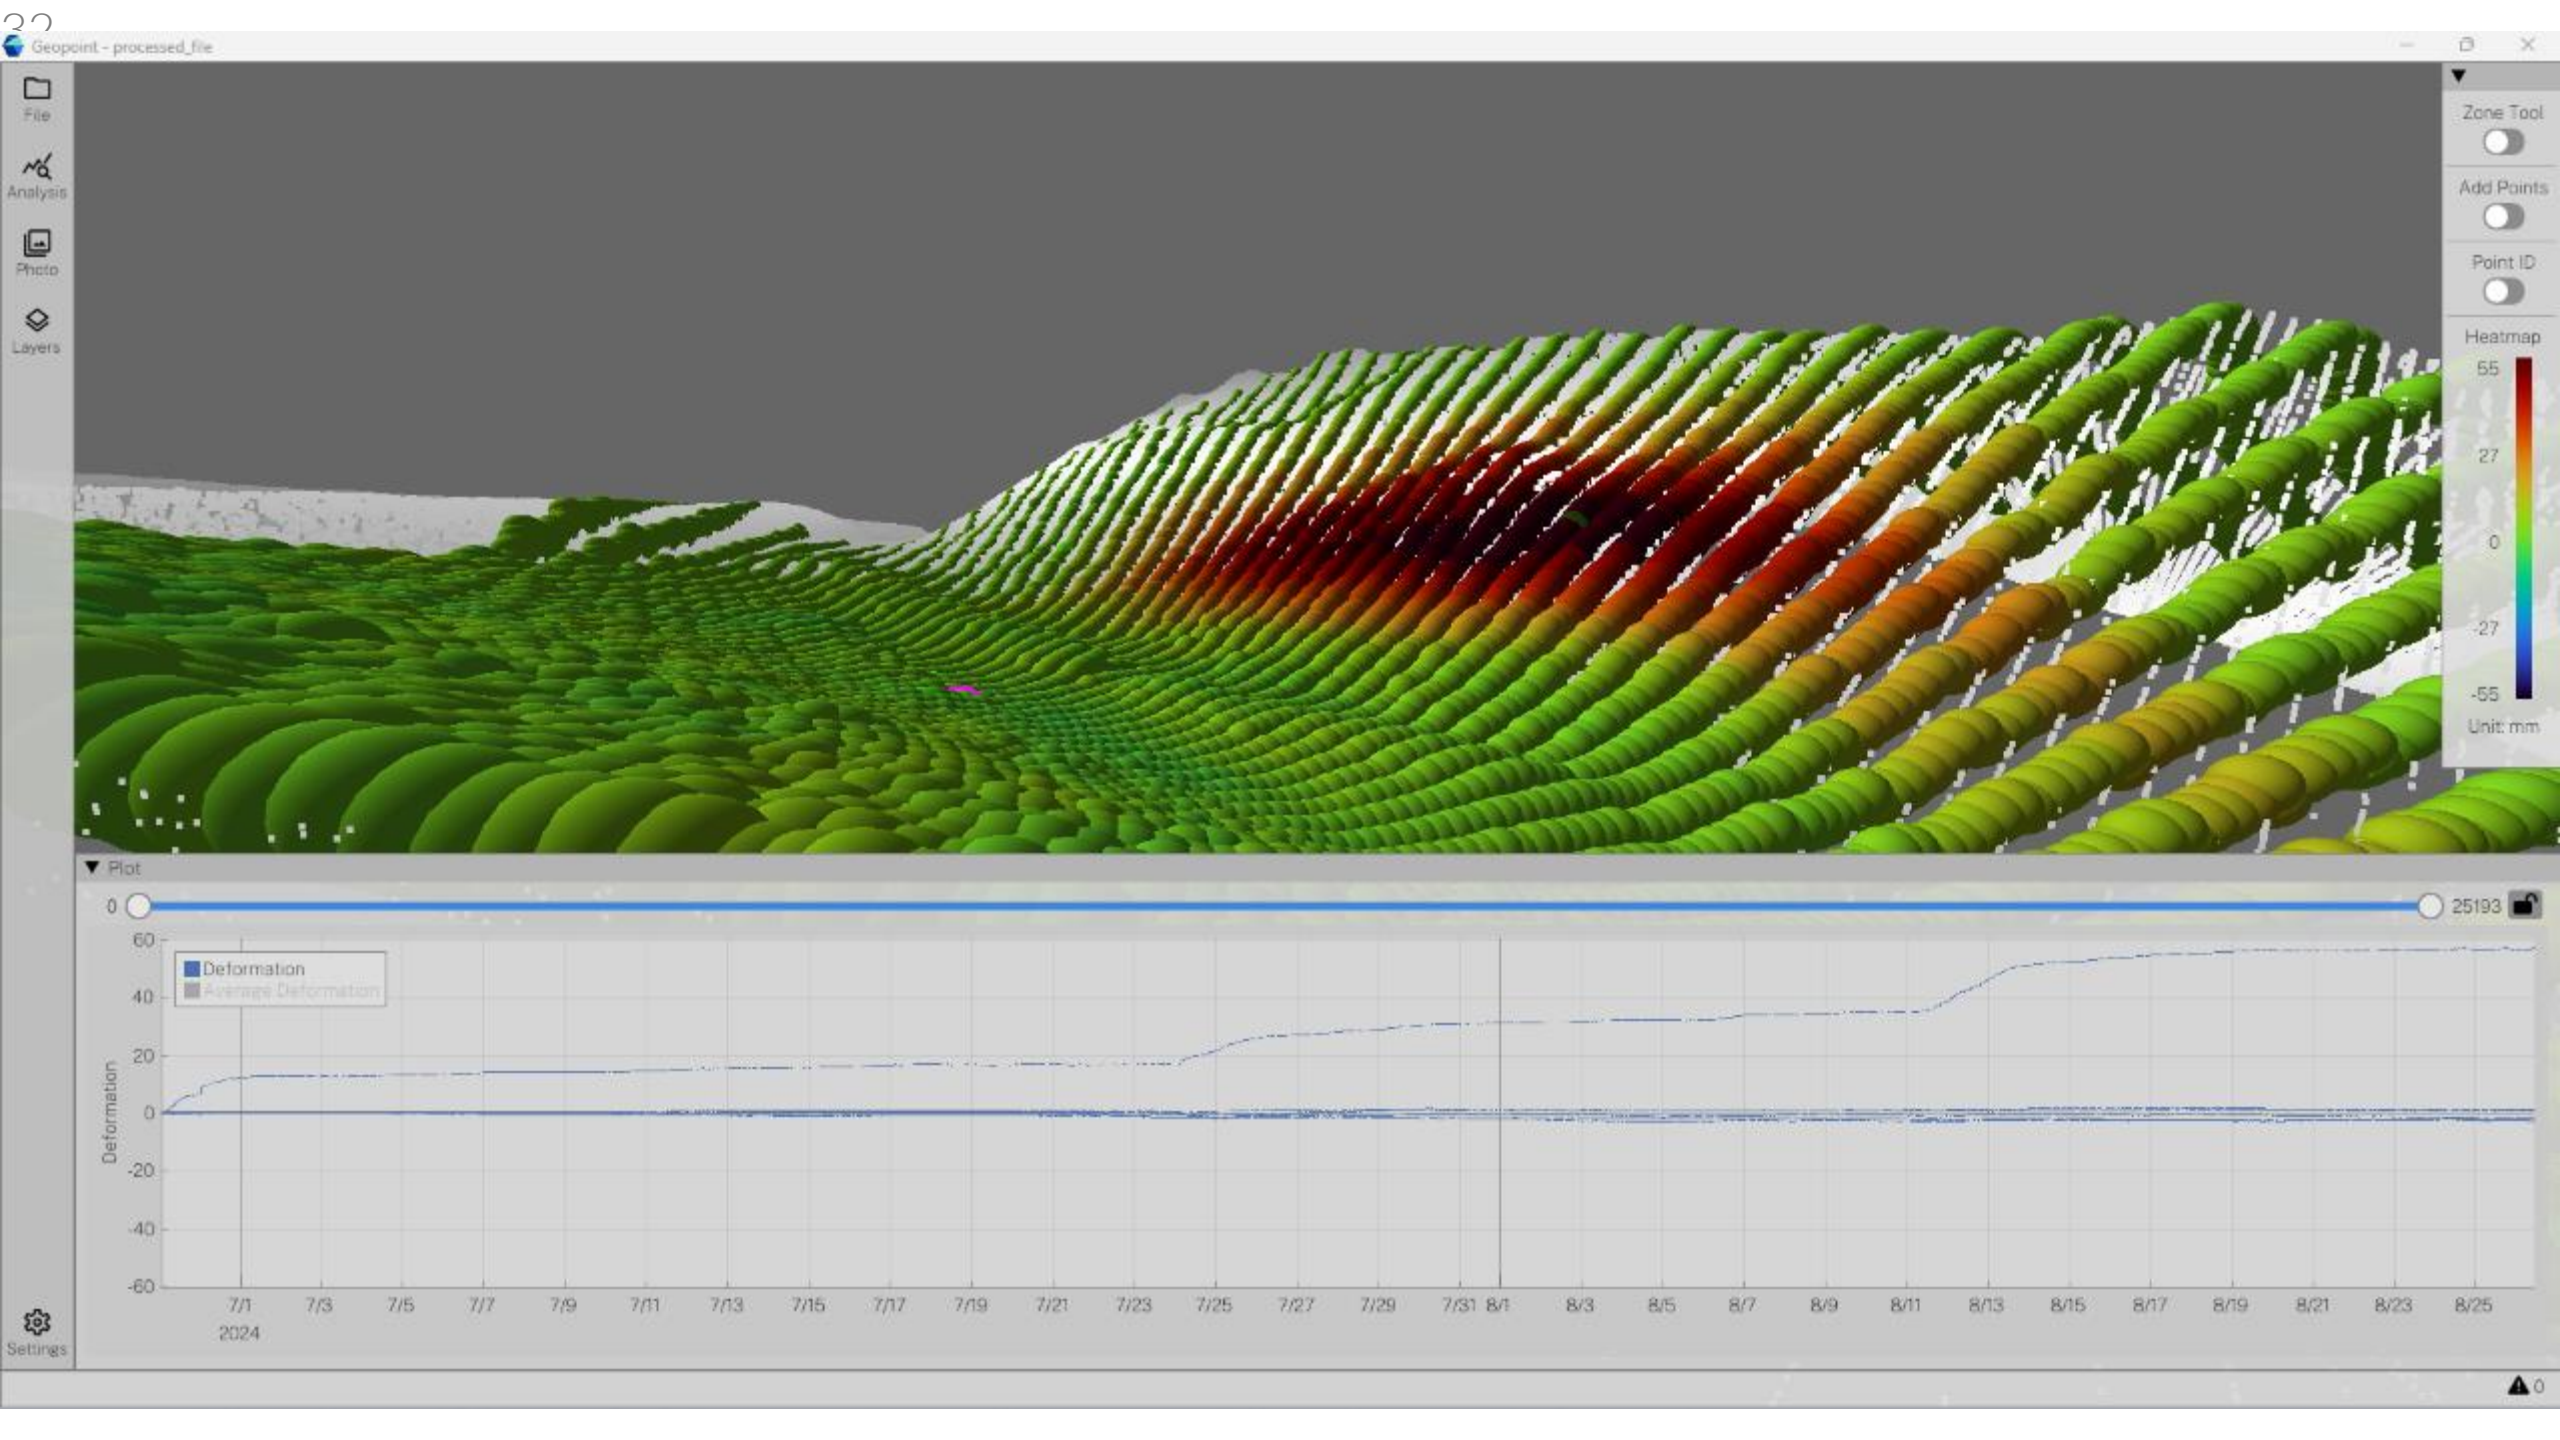 32
Geopoint - processed_file
File
Analysis
Photo
Layers
Settings
Zone Tool
Add Points
Point ID
Heatmap
55
27
0
-27
-55
Unit: mm
Plot
0
25193
Deformation
Average Deformation
Deformation
60
40
20
0
-20
-40
-60
7/1 7/3 7/5 7/7 7/9 7/11 7/13 7/15 7/17 7/19 7/21 7/23 7/25 7/27 7/29 7/31 8/1 8/3 8/5 8/7 8/9 8/11 8/13 8/15 8/17 8/19 8/21 8/23 8/25
2024
0